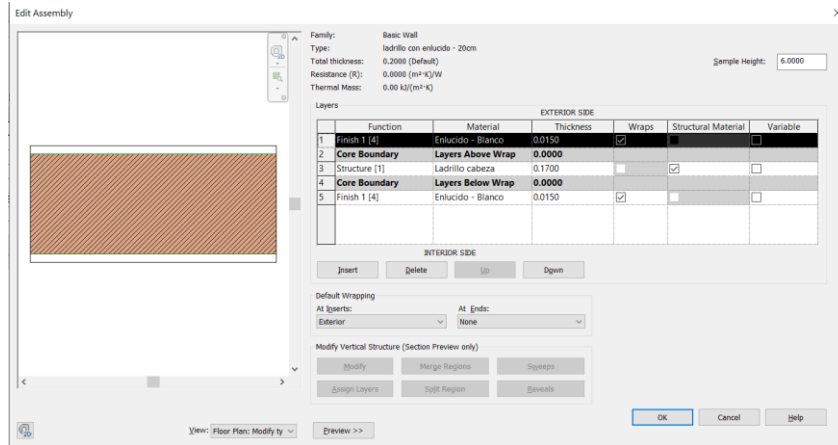 Edit Assembly
Family: Basic Wall
Type: ladrillo con enlucido - 20cm
Total thickness: 0.2000 (Default) Sample Height: 6.0000
Resistance (R): 0.0000 (m²·K)/W
Thermal Mass: 0.00 kJ/(m²·K)
Layers
EXTERIOR SIDE
Function Material Thickness Wraps Structural Material Variable
1 Finish 1 [4] Enlucido - Blanco 0.0150
2 Core Boundary Layers Above Wrap 0.0000
3 Structure [1] Ladrillo cabeza 0.1700
4 Core Boundary Layers Below Wrap 0.0000
5 Finish 1 [4] Enlucido - Blanco 0.0150
INTERIOR SIDE
Insert Delete Up Down
Default Wrapping
At Inserts: At Ends:
Exterior None
Modify Vertical Structure (Section Preview only)
Modify Merge Regions Sweeps
Assign Layers Split Region Reveals
OK Cancel Help
View: Floor Plan: Modify ty Preview >>